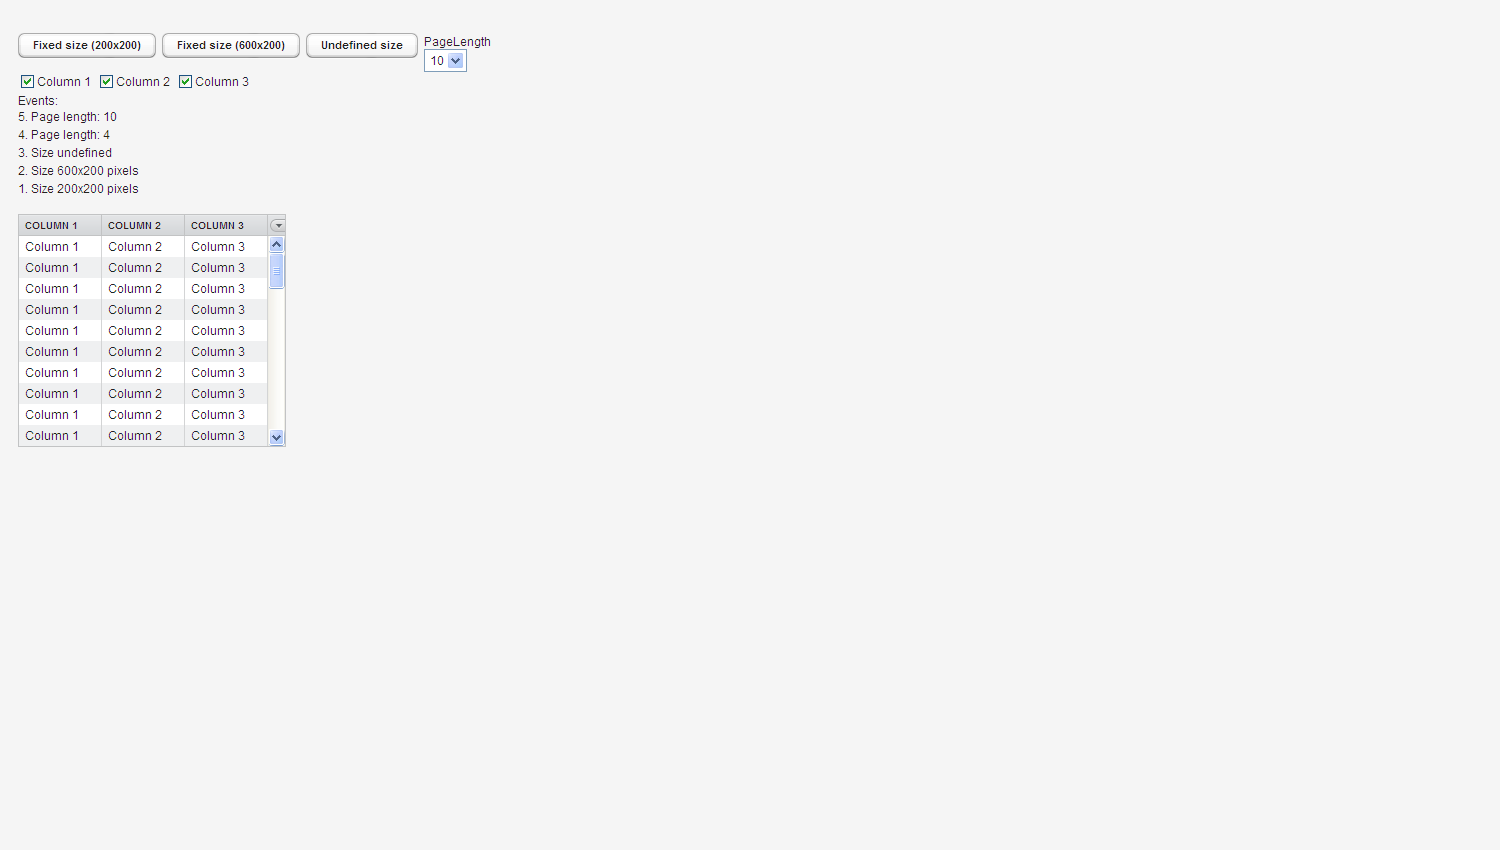 Fixed size (200x200) Fixed size (600x200) Undefined size PageLength
10
Column 1 Column 2 Column 3
Events:
5. Page length: 10
4. Page length: 4
3. Size undefined
2. Size 600x200 pixels
1. Size 200x200 pixels
COLUMN 1 COLUMN 2 COLUMN 3
Column 1 Column 2 Column 3
Column 1 Column 2 Column 3
Column 1 Column 2 Column 3
Column 1 Column 2 Column 3
Column 1 Column 2 Column 3
Column 1 Column 2 Column 3
Column 1 Column 2 Column 3
Column 1 Column 2 Column 3
Column 1 Column 2 Column 3
Column 1 Column 2 Column 3